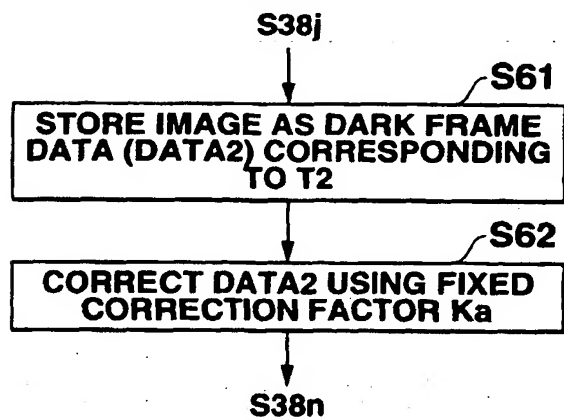 S38j
S61
STORE IMAGE AS DARK FRAME
DATA (DATA2) CORRESPONDING
TO T2
S62
CORRECT DATA2 USING FIXED
CORRECTION FACTOR Ka
S38n